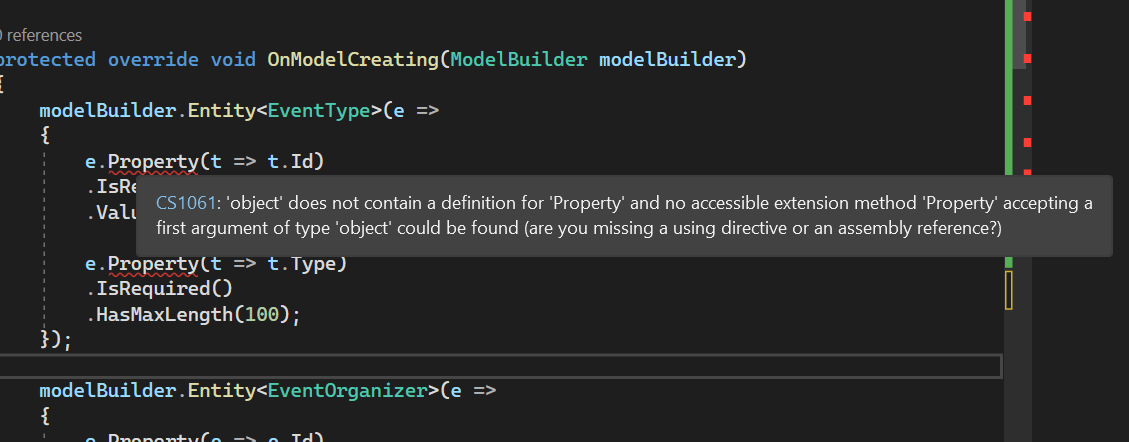 0 references
protected override void OnModelCreating(ModelBuilder modelBuilder)
{
modelBuilder.Entity<EventType>(e =>
{
e.Property(t => t.Id)
.IsRe
.Valu
CS1061: 'object' does not contain a definition for 'Property' and no accessible extension method 'Property' accepting a
first argument of type 'object' could be found (are you missing a using directive or an assembly reference?)
e.Property(t => t.Type)
.IsRequired()
.HasMaxLength(100);
});
modelBuilder.Entity<EventOrganizer>(e =>
{
e.Property(e => e.Id)